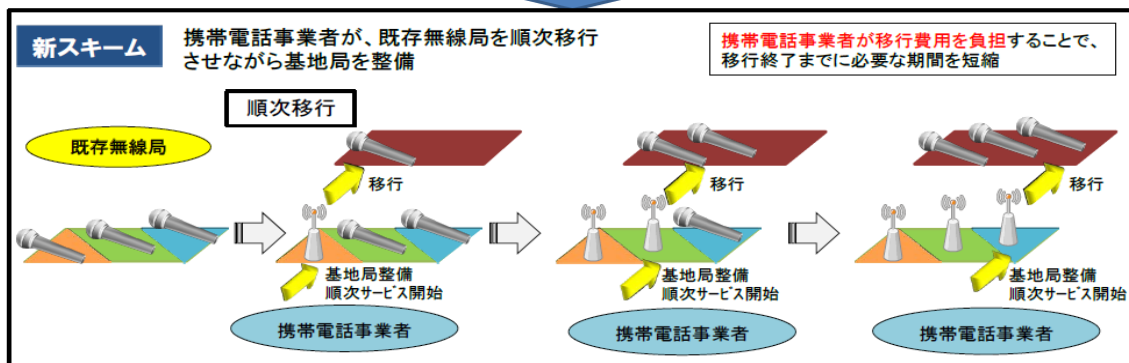 新スキーム
携帯電話事業者が、既存無線局を順次移行
させながら基地局を整備
携帯電話事業者が移行費用を負担することで、
移行終了までに必要な期間を短縮
順次移行
既存無線局
移行
移行
移行
基地局整備
順次サービス開始
基地局整備
順次サービス開始
基地局整備
順次サービス開始
携帯電話事業者
携帯電話事業者
携帯電話事業者